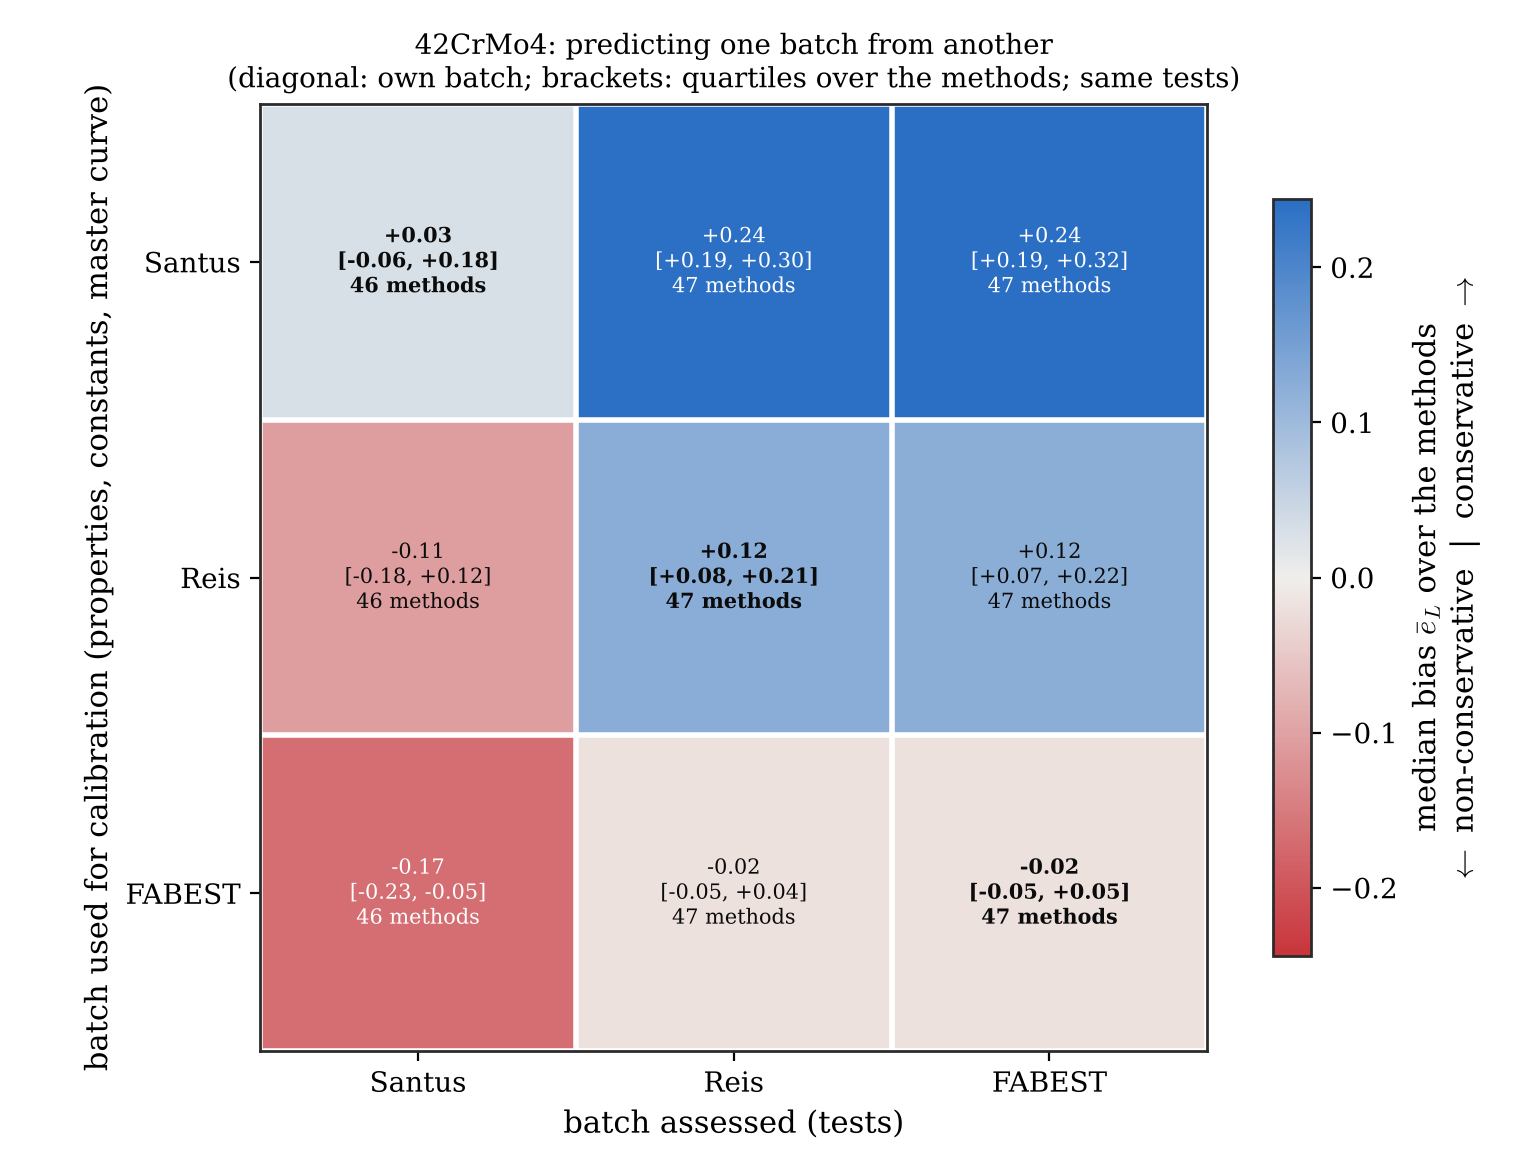 42CrMo4: predicting one batch from another
(diagonal: own batch; brackets: quartiles over the methods; same tests)
batch used for calibration (properties, constants, master curve)
Santus
+0.03
[-0.06, +0.18]
46 methods
+0.24
[+0.19, +0.30]
47 methods
+0.24
[+0.19, +0.32]
47 methods
Reis
-0.11
[-0.18, +0.12]
46 methods
+0.12
[+0.08, +0.21]
47 methods
+0.12
[+0.07, +0.22]
47 methods
FABEST
-0.17
[-0.23, -0.05]
46 methods
-0.02
[-0.05, +0.04]
47 methods
-0.02
[-0.05, +0.05]
47 methods
Santus
Reis
FABEST
batch assessed (tests)
0.2
0.1
0.0
−0.1
−0.2
median bias ē_L over the methods
← non-conservative | conservative →